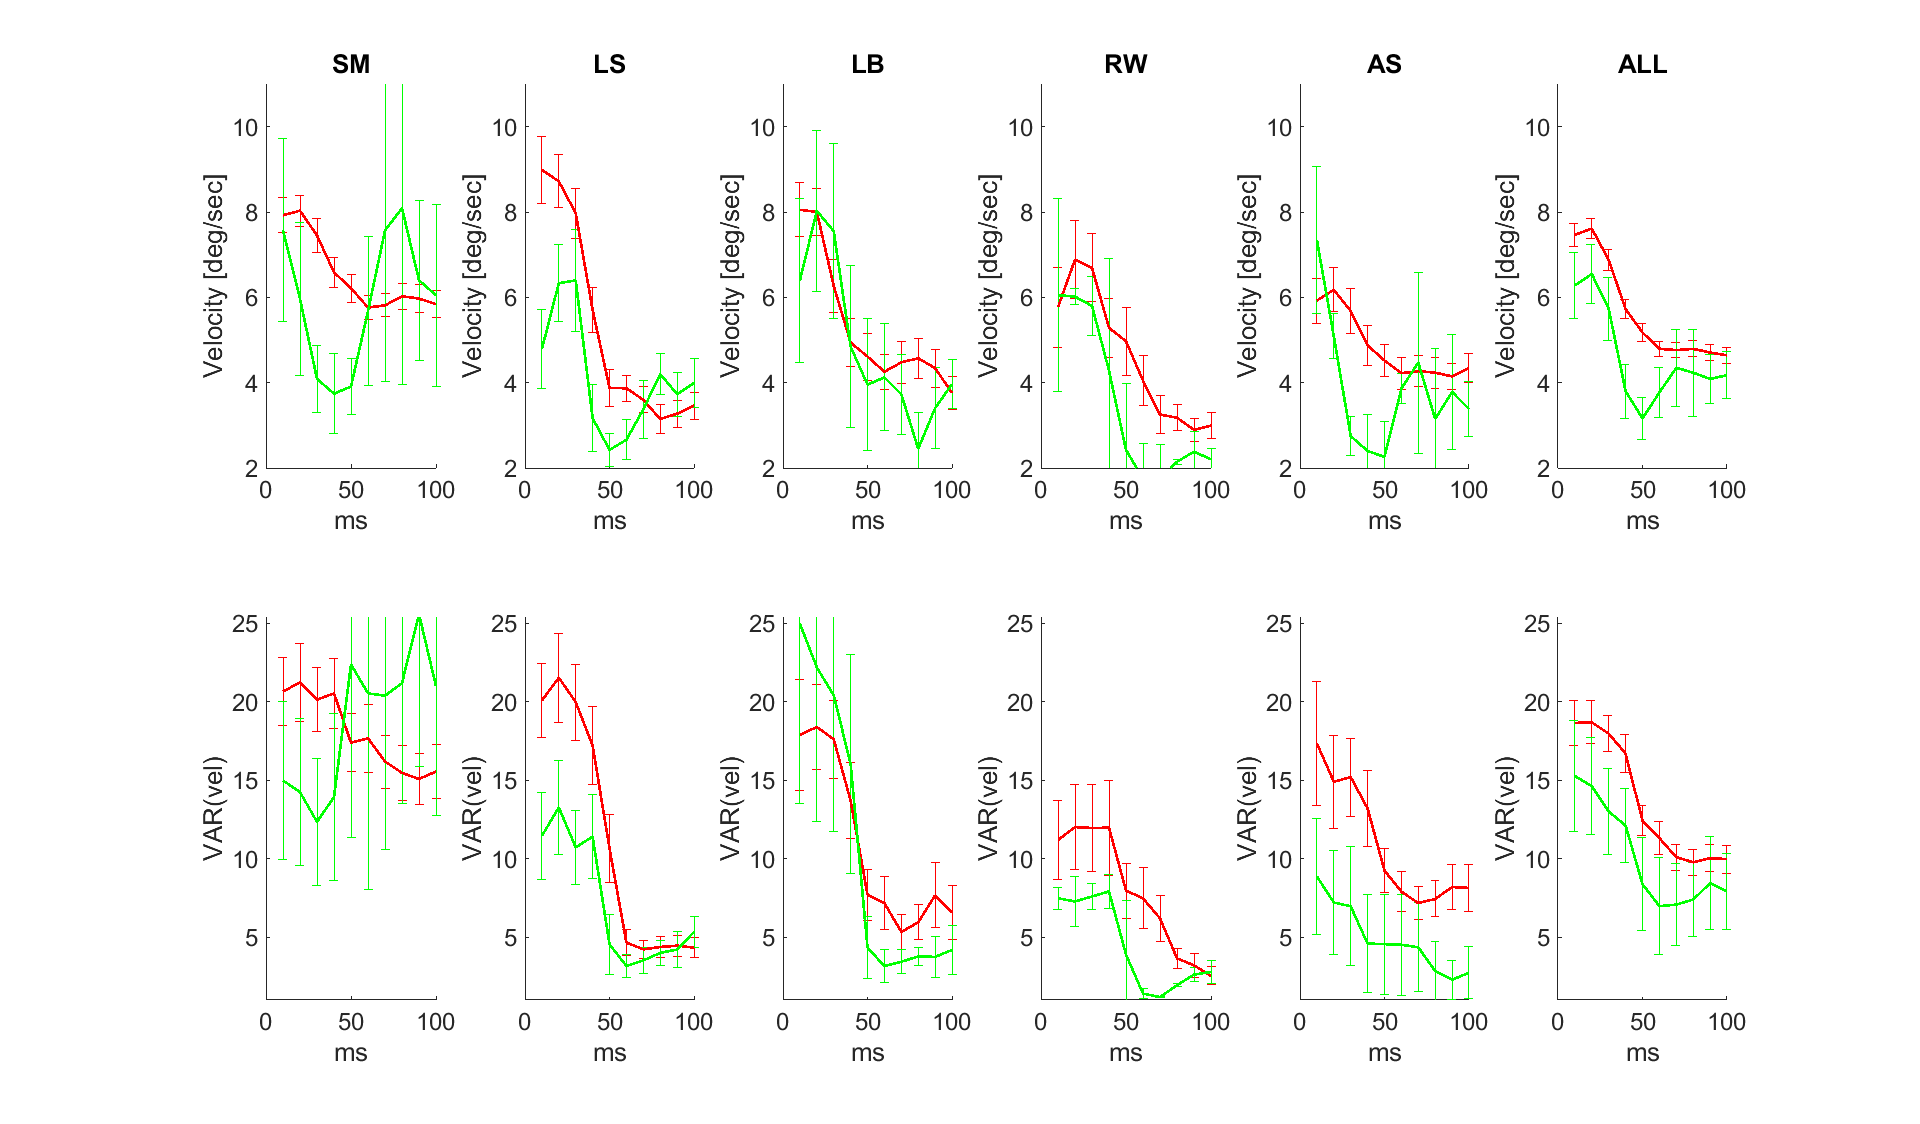 SM LS LB RW AS ALL
Velocity [deg/sec] Velocity [deg/sec] Velocity [deg/sec] Velocity [deg/sec] Velocity [deg/sec] Velocity [deg/sec]
10 10 10 10 10 10
8 8 8 8 8 8
6 6 6 6 6 6
4 4 4 4 4 4
2 2 2 2 2
0 50 100 0 50 100 0 50 100 0 50 100 0 50 100 0 50 100
ms ms ms ms ms ms
VAR(vel) VAR(vel) VAR(vel) VAR(vel) VAR(vel) VAR(vel)
25 25 25 25 25 25
20 20 20 20 20 20
15 15 15 15 15 15
10 10 10 10 10 10
5 5 5 5 5 5
0 50 100 0 50 100 0 50 100 0 50 100 0 50 100 0 50 100
ms ms ms ms ms ms